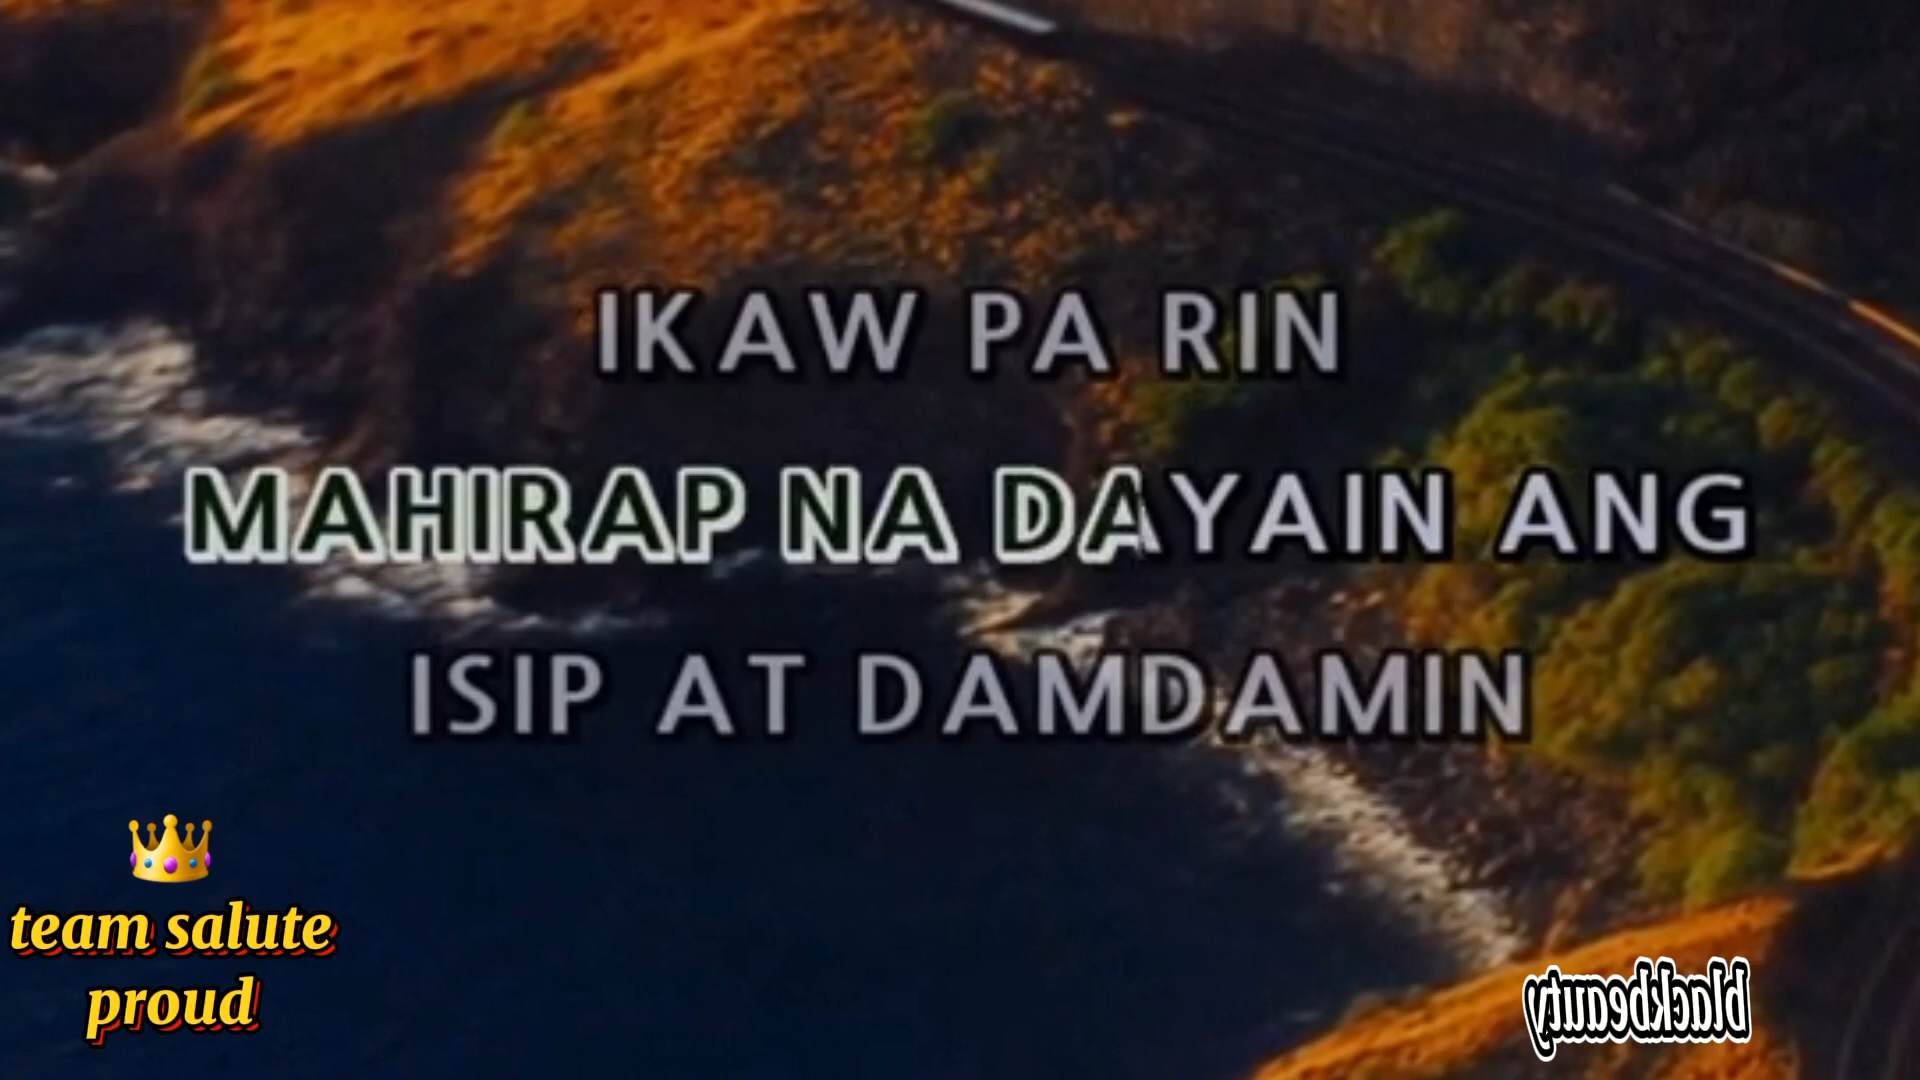 IKAW PA RIN
MAHIRAP NA DAYAIN ANG
ISIP AT DAMDAMIN
team salute
proud
blackbeauty